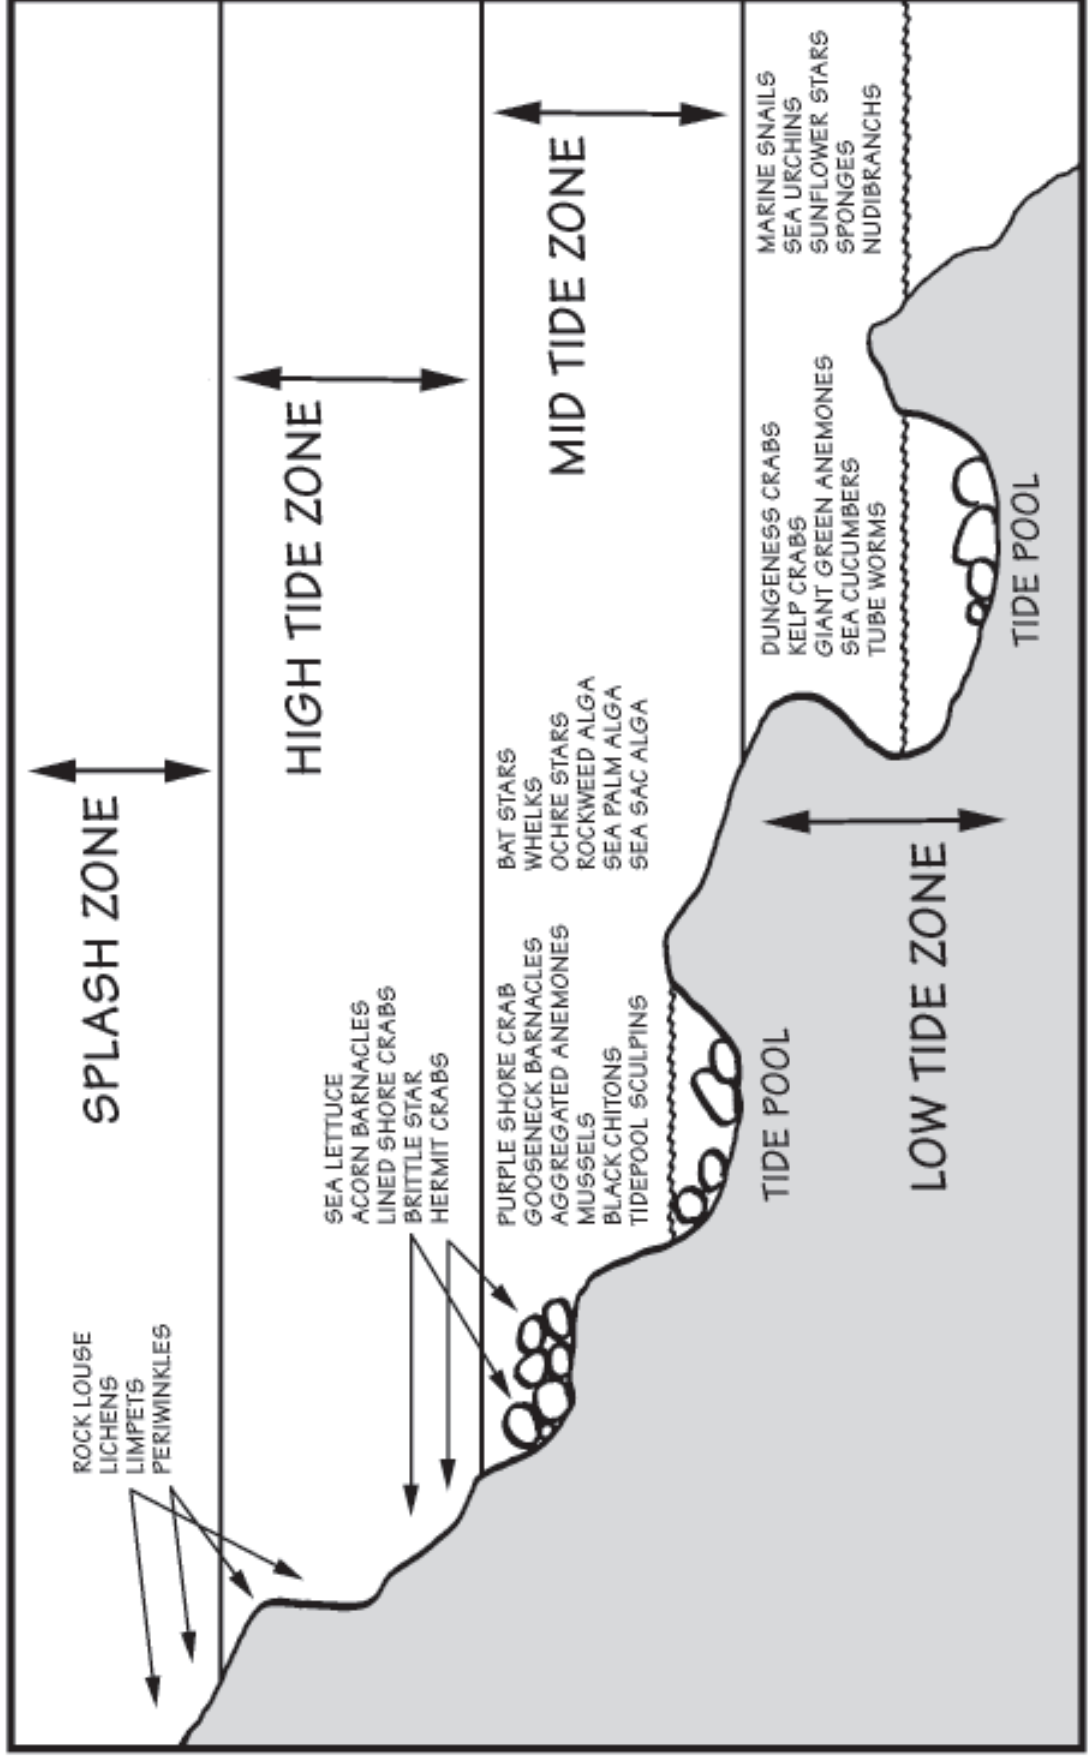 SPLASH ZONE
ROCK LOUSE
LICHENS
LIMPETS
PERIWINKLES
HIGH TIDE ZONE
SEA LETTUCE
ACORN BARNACLES
LINED SHORE CRABS
BRITTLE STAR
HERMIT CRABS
MID TIDE ZONE
PURPLE SHORE CRAB
GOOSENECK BARNACLES
AGGREGATED ANEMONES
MUSSELS
BLACK CHITONS
TIDEPOOL SCULPINS
BAT STARS
WHELKS
OCHRE STARS
ROCKWEED ALGA
SEA PALM ALGA
SEA SAC ALGA
TIDE POOL
LOW TIDE ZONE
DUNGENESS CRABS
KELP CRABS
GIANT GREEN ANEMONES
SEA CUCUMBERS
TUBE WORMS
MARINE SNAILS
SEA URCHINS
SUNFLOWER STARS
SPONGES
NUDIBRANCHS
TIDE POOL